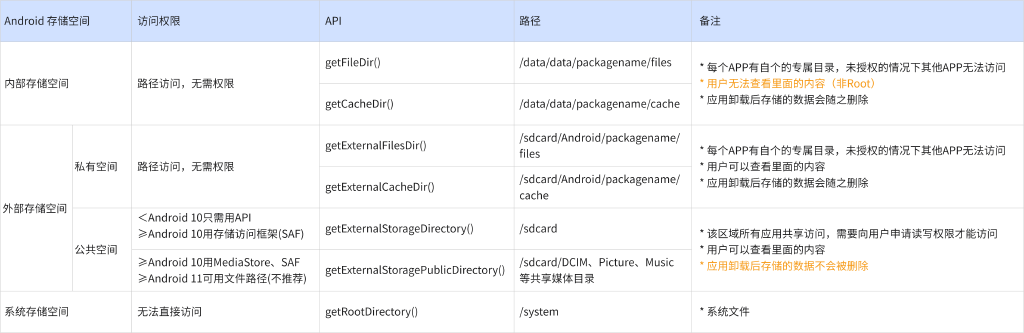 Android 存储空间
访问权限
API
路径
备注
内部存储空间
路径访问，无需权限
getFileDir()
/data/data/packagename/files
getCacheDir()
/data/data/packagename/cache
* 每个APP有自个的专属目录，未授权的情况下其他APP无法访问
* 用户无法查看里面的内容（非Root）
* 应用卸载后存储的数据会随之删除
外部存储空间
私有空间
路径访问，无需权限
getExternalFilesDir()
/sdcard/Android/packagename/
files
getExternalCacheDir()
/sdcard/Android/packagename/
cache
* 每个APP有自个的专属目录，未授权的情况下其他APP无法访问
* 用户可以查看里面的内容
* 应用卸载后存储的数据会随之删除
公共空间
＜Android 10只需用API
≥Android 10用存储访问框架(SAF)
getExternalStorageDirectory()
/sdcard
≥Android 10用MediaStore、SAF
≥Android 11可用文件路径(不推荐)
getExternalStoragePublicDirectory()
/sdcard/DCIM、Picture、Music
等共享媒体目录
* 该区域所有应用共享访问，需要向用户申请读写权限才能访问
* 用户可以查看里面的内容
* 应用卸载后存储的数据不会被删除
系统存储空间
无法直接访问
getRootDirectory()
/system
* 系统文件